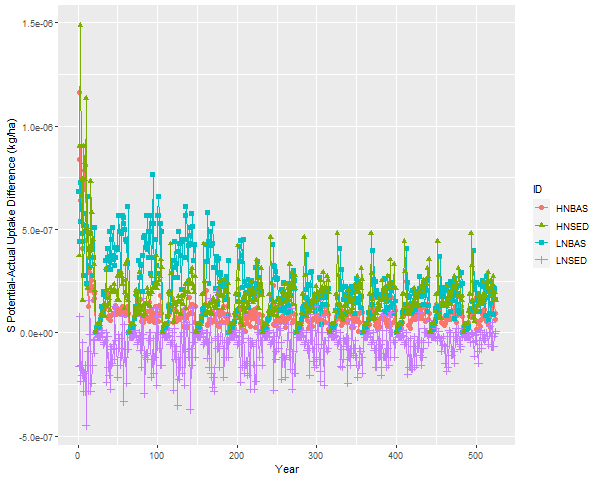 1.5e-06
1.0e-06
5.0e-07
0.0e+00
-5.0e-07
S Potential-Actual Uptake Difference (kg/ha)
0 100 200 300 400 500
Year
ID
HNBAS
HNSED
LNBAS
LNSED